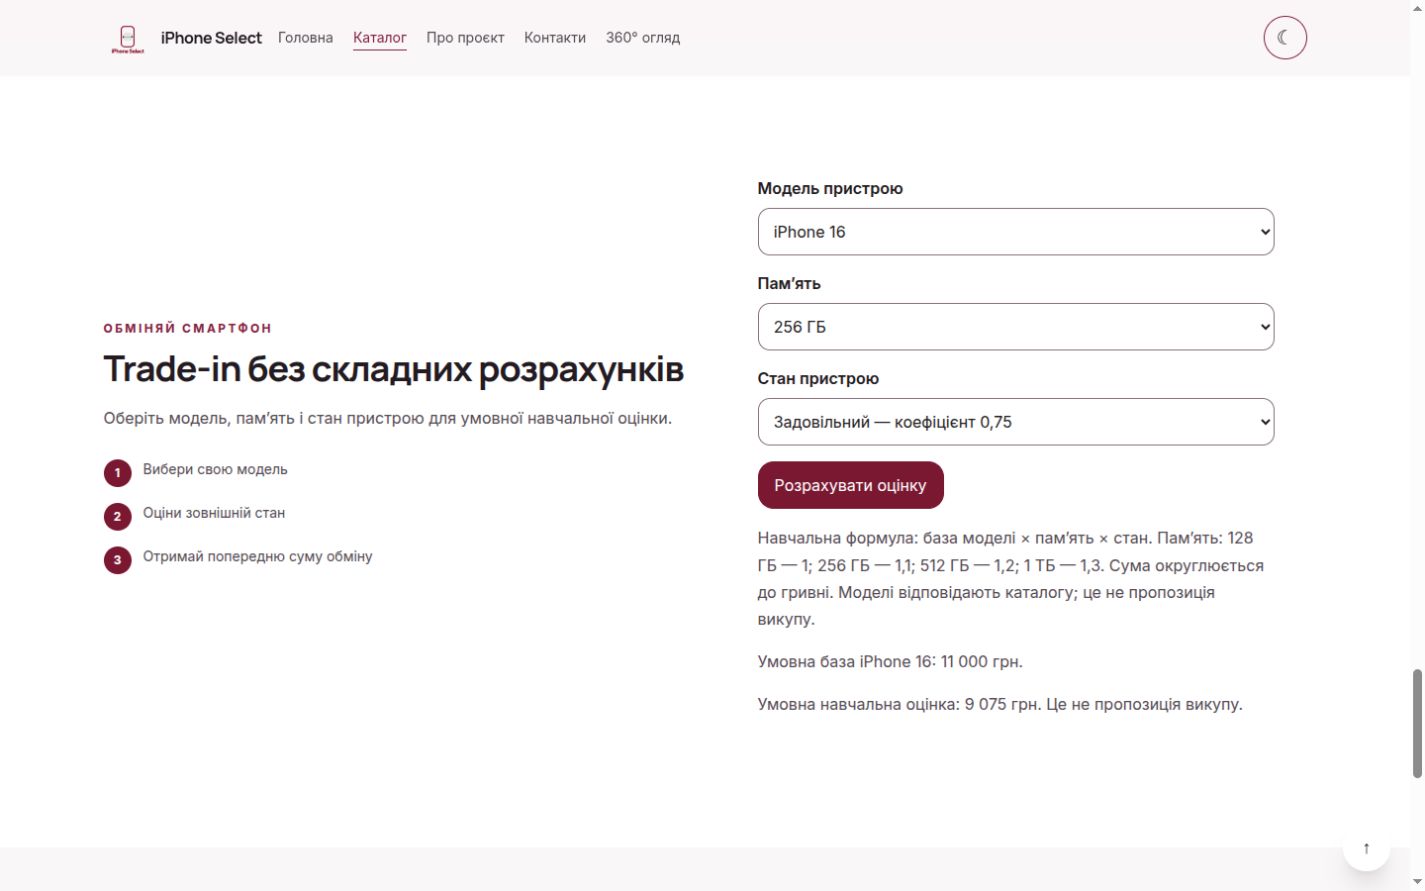 iPhone Select
iPhone Select
Головна
Каталог
Про проєкт
Контакти
360° огляд
ОБМІНЯЙ СМАРТФОН
Trade-in без складних розрахунків
Оберіть модель, пам’ять і стан пристрою для умовної навчальної оцінки.
1 Вибери свою модель
2 Оціни зовнішній стан
3 Отримай попередню суму обміну
Модель пристрою
iPhone 16
Пам’ять
256 ГБ
Стан пристрою
Задовільний — коефіцієнт 0,75
Розрахувати оцінку
Навчальна формула: база моделі × пам’ять × стан. Пам’ять: 128
ГБ — 1; 256 ГБ — 1,1; 512 ГБ — 1,2; 1 ТБ — 1,3. Сума округлюється
до гривні. Моделі відповідають каталогу; це не пропозиція
викупу.
Умовна база iPhone 16: 11 000 грн.
Умовна навчальна оцінка: 9 075 грн. Це не пропозиція викупу.
↑